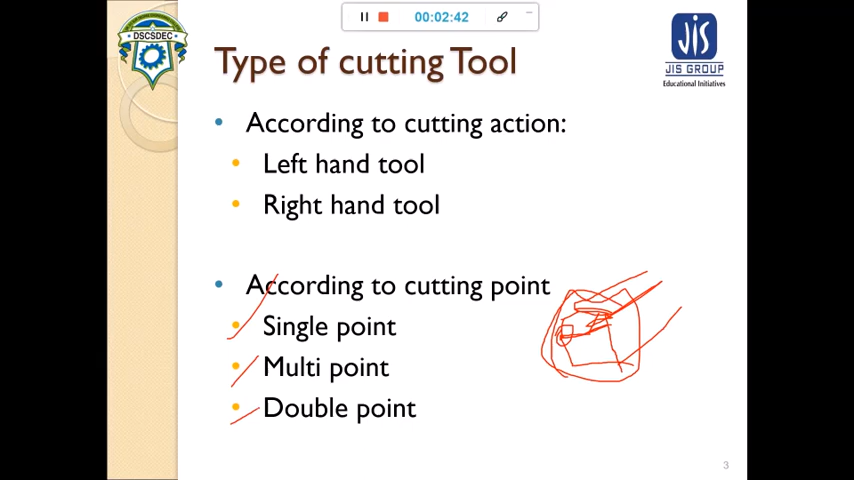 00:02:42
DSCSDEC
JIS
JIS GROUP
Educational Initiatives
Type of cutting Tool
• According to cutting action:
• Left hand tool
• Right hand tool
• According to cutting point
• Single point
• Multi point
• Double point
3